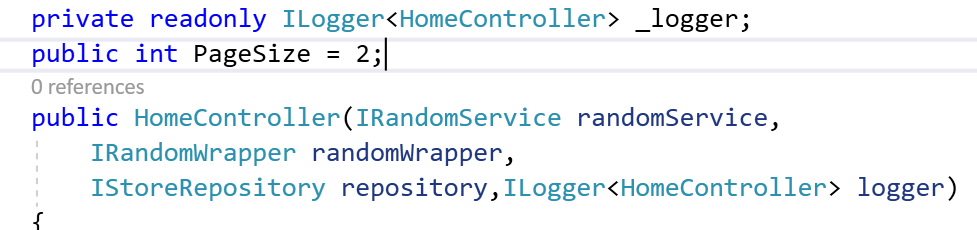 private readonly ILogger<HomeController> _logger;
public int PageSize = 2;
0 references
public HomeController(IRandomService randomService,
IRandomWrapper randomWrapper,
IStoreRepository repository,ILogger<HomeController> logger)
{